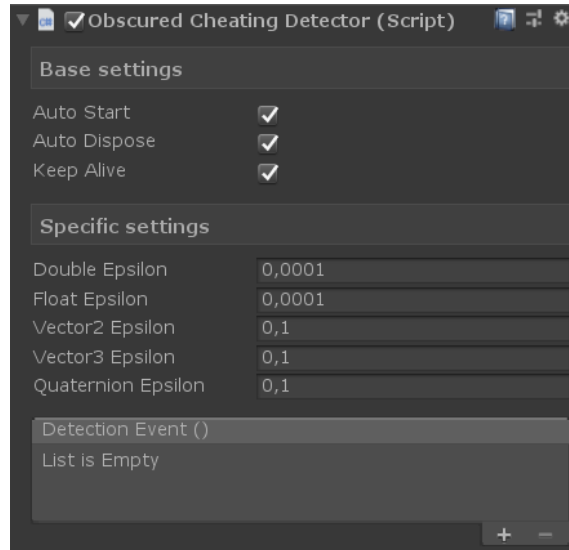 Obscured Cheating Detector (Script)
Base settings
Auto Start
Auto Dispose
Keep Alive
Specific settings
Double Epsilon 0,0001
Float Epsilon 0,0001
Vector2 Epsilon 0,1
Vector3 Epsilon 0,1
Quaternion Epsilon 0,1
Detection Event ()
List is Empty